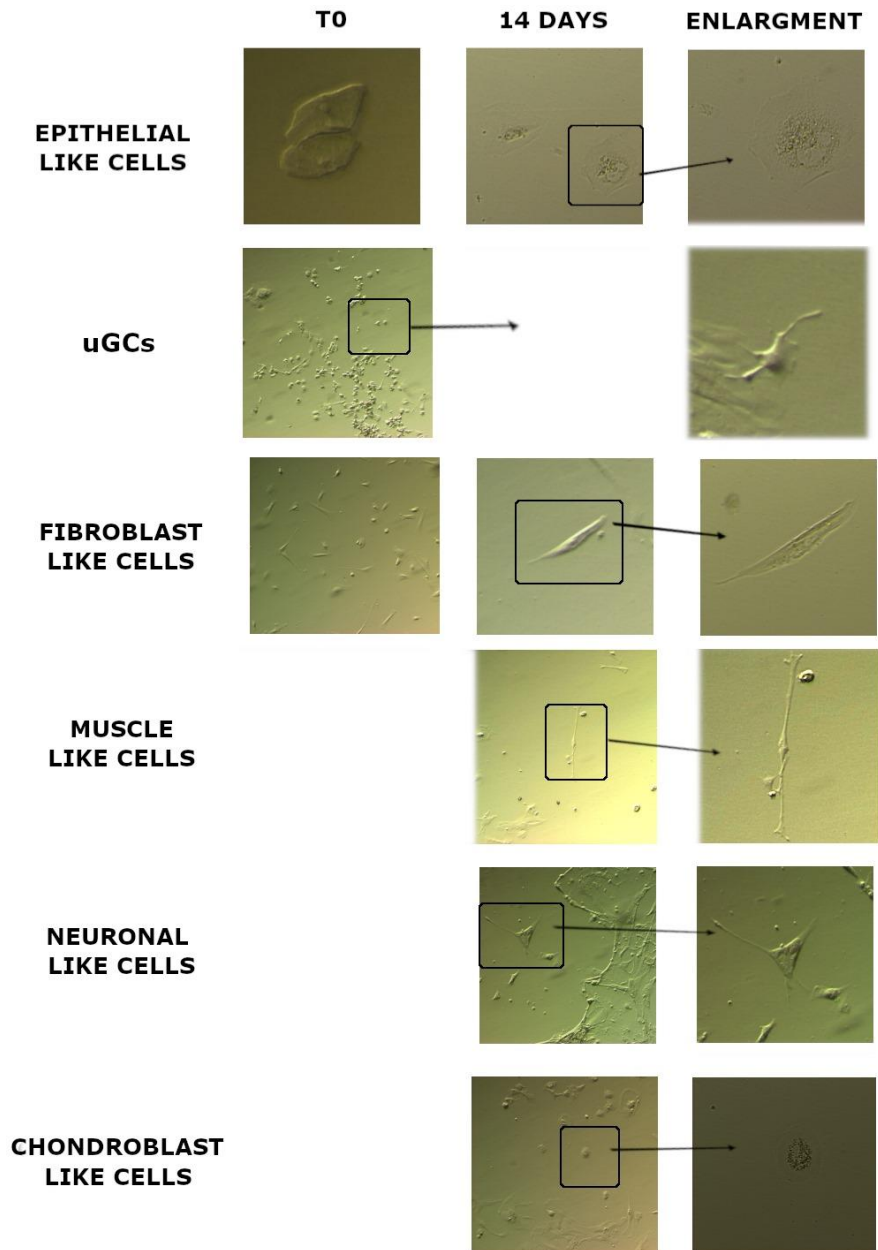 T0
14 DAYS
ENLARGMENT
EPITHELIAL
LIKE CELLS
uGCs
FIBROBLAST
LIKE CELLS
MUSCLE
LIKE CELLS
NEURONAL
LIKE CELLS
CHONDROBLAST
LIKE CELLS